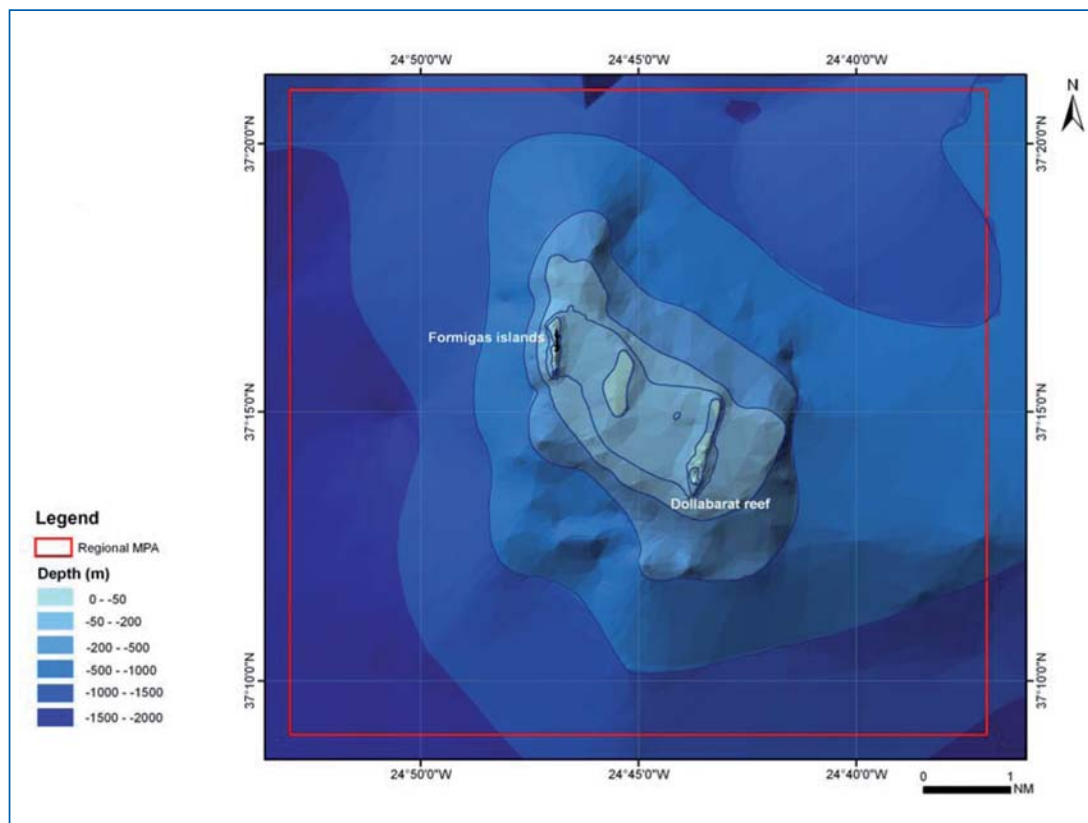 24°50'0"W 24°45'0"W 24°40'0"W
N
37°20'0"N 37°20'0"N
Formigas islands
37°15'0"N 37°15'0"N
Dollabarat reef
Legend
Regional MPA
Depth (m)
0 - -50
-50 - -200
-200 - -500
-500 - -1000
-1000 - -1500
-1500 - -2000
37°10'0"N 37°10'0"N
24°50'0"W 24°45'0"W 24°40'0"W
0 1
NM